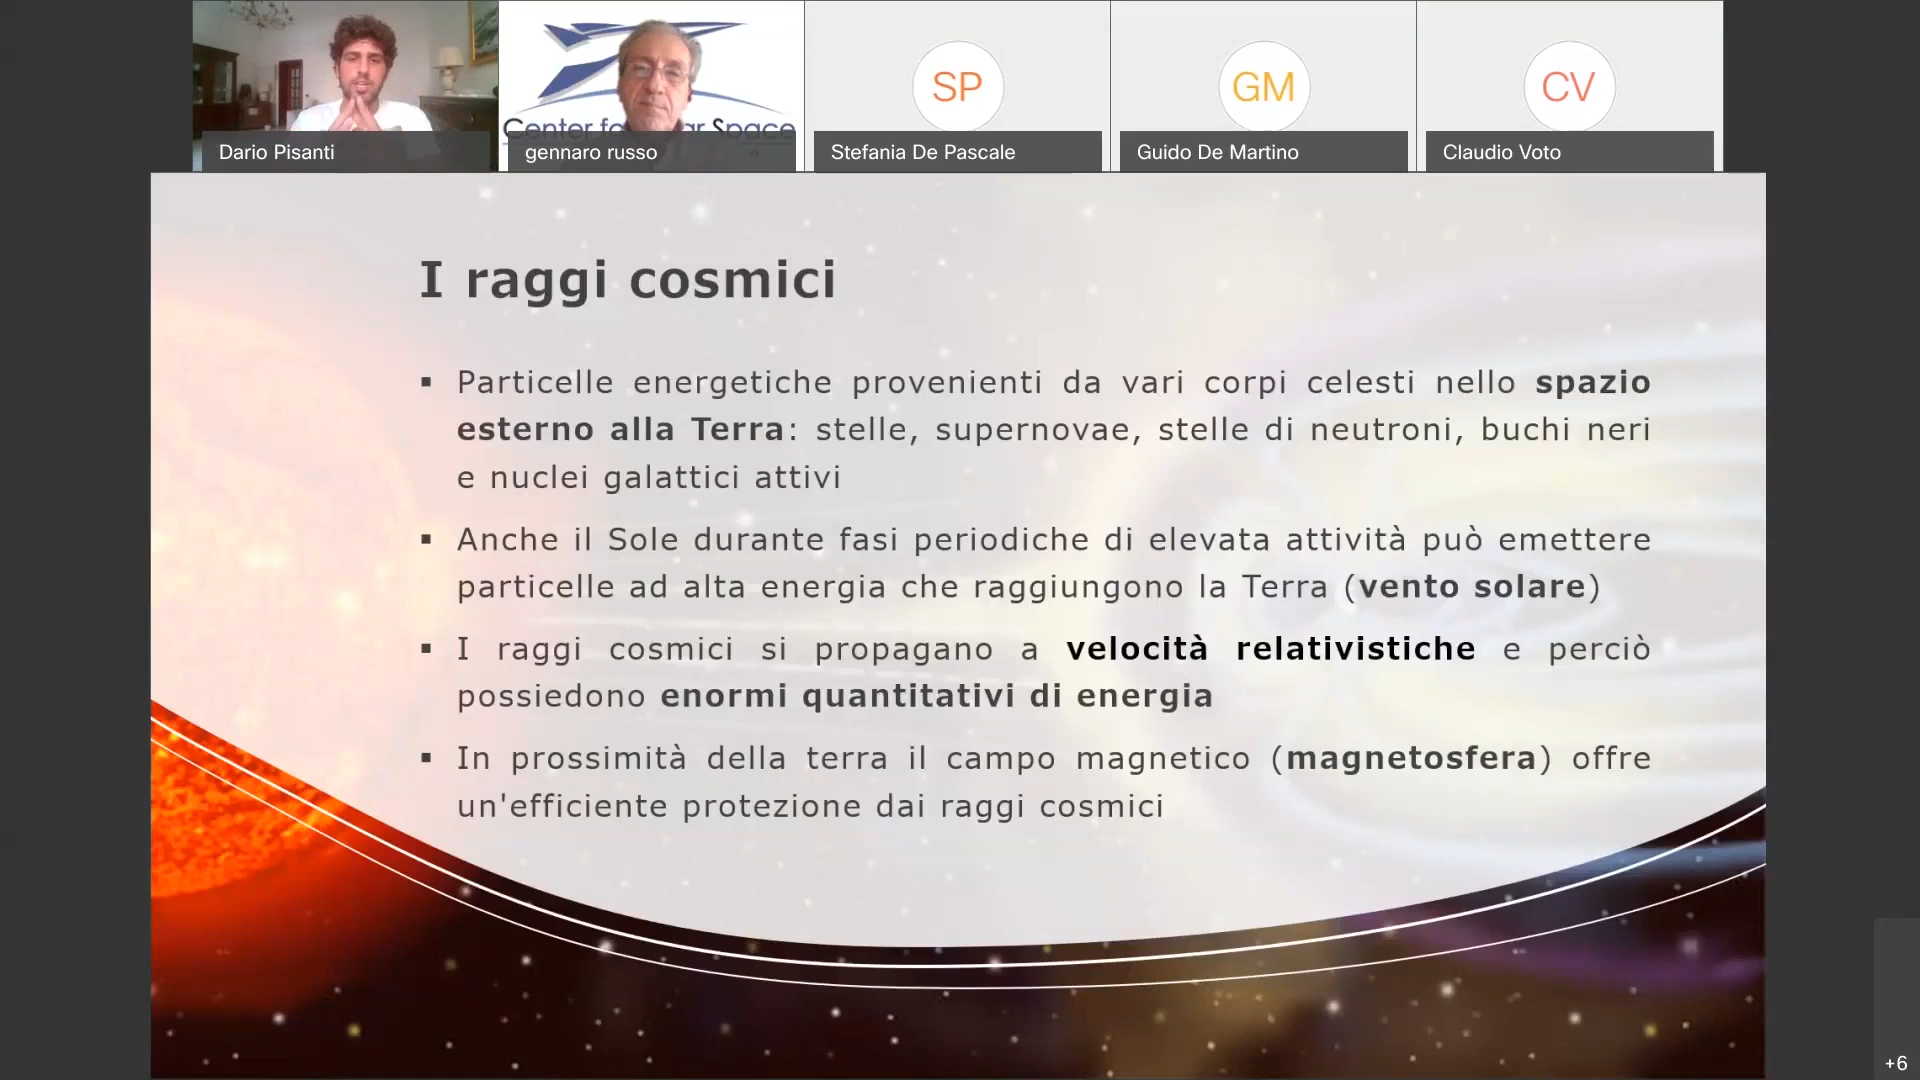 SP
GM
CV
Center fo ar Space
Dario Pisanti
gennaro russo
Stefania De Pascale
Guido De Martino
Claudio Voto
I raggi cosmici
▪ Particelle energetiche provenienti da vari corpi celesti nello spazio
esterno alla Terra: stelle, supernovae, stelle di neutroni, buchi neri
e nuclei galattici attivi
▪ Anche il Sole durante fasi periodiche di elevata attività può emettere
particelle ad alta energia che raggiungono la Terra (vento solare)
▪ I raggi cosmici si propagano a velocità relativistiche e perciò
possiedono enormi quantitativi di energia
▪ In prossimità della terra il campo magnetico (magnetosfera) offre
un'efficiente protezione dai raggi cosmici
+6